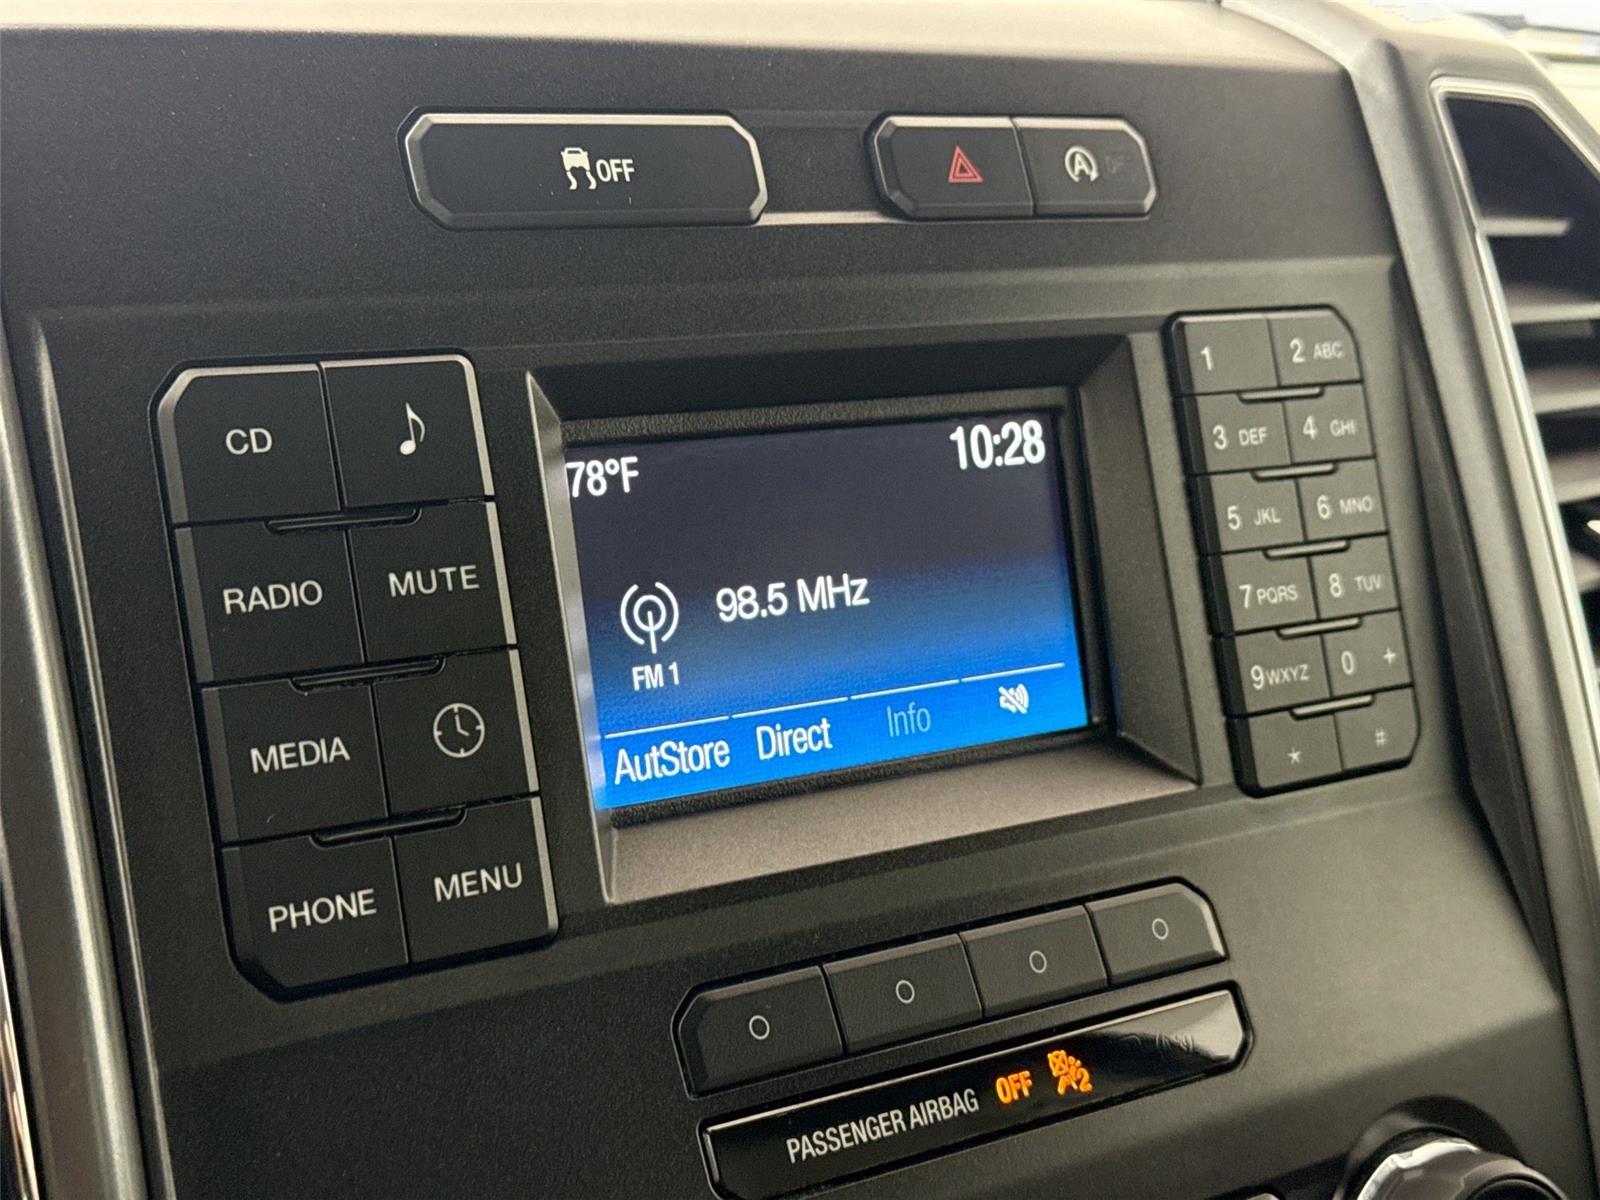 OFF
A OFF
CD
RADIO MUTE
MEDIA
PHONE MENU
78°F 10:28
98.5 MHz
FM 1
AutStore Direct Info
1 2 ABC
3 DEF 4 GHI
5 JKL 6 MNO
7 PQRS 8 TUV
9 WXYZ 0 +
* #
PASSENGER AIRBAG OFF 2